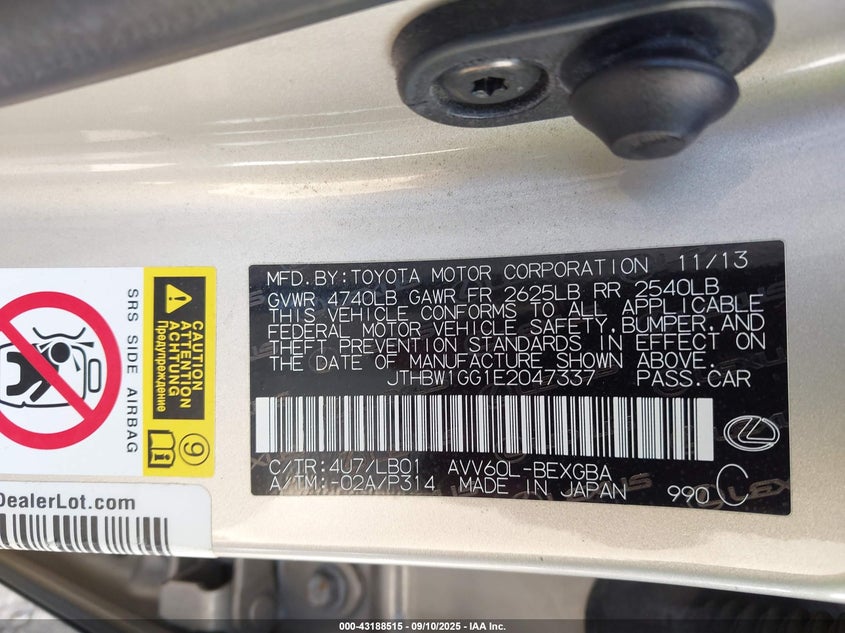 MFD.BY:TOYOTA MOTOR CORPORATION 11/13
GVWR 4740LB GAWR FR 2625LB RR 2540LB
THIS VEHICLE CONFORMS TO ALL APPLICABLE
FEDERAL MOTOR VEHICLE SAFETY,BUMPER,AND
THEFT PREVENTION STANDARDS IN EFFECT ON
THE DATE OF MANUFACTURE SHOWN ABOVE.
JTHBW1GG1E2047337 PASS.CAR
C/TR:4U7/LB01 AVV60L-BEXGBA
A/TM:-02A/P314 MADE IN JAPAN 990 C
LEXUS
SRS SIDE AIRBAG
CAUTION
ATTENTION
ACHTUNG
Предупреждение
9
DealerLot.com
000-43188515 - 09/10/2025 - IAA Inc.